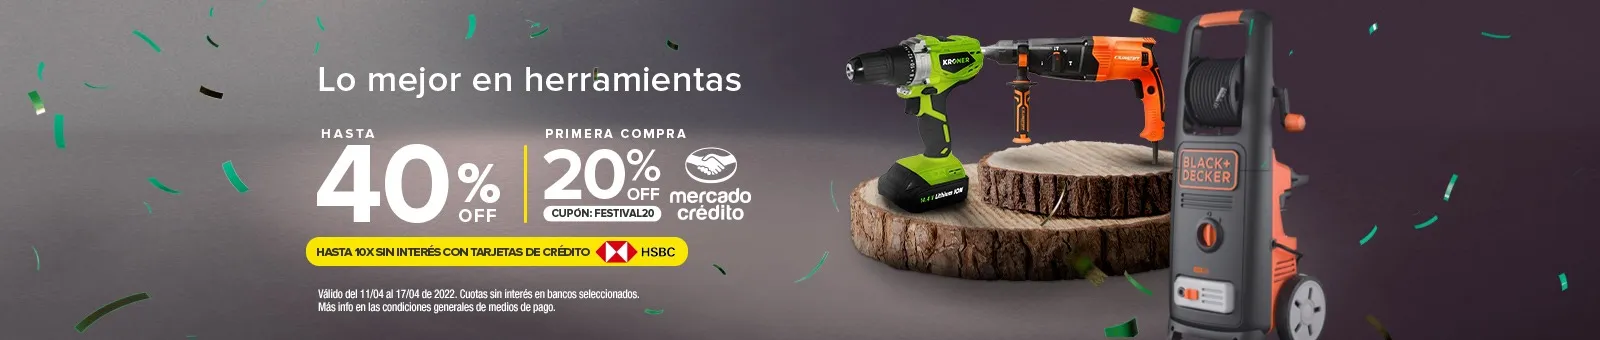 Lo mejor en herramientas
HASTA
40%
OFF
PRIMERA COMPRA
20%
OFF
CUPÓN: FESTIVAL20
mercado
crédito
HASTA 10X SIN INTERÉS CON TARJETAS DE CRÉDITO HSBC
Válido del 11/04 al 17/04 de 2022. Cuotas sin interés en bancos seleccionados.
Más info en las condiciones generales de medios de pago.
KRONER
14.4 V Lithium ION
BLACK+
DECKER